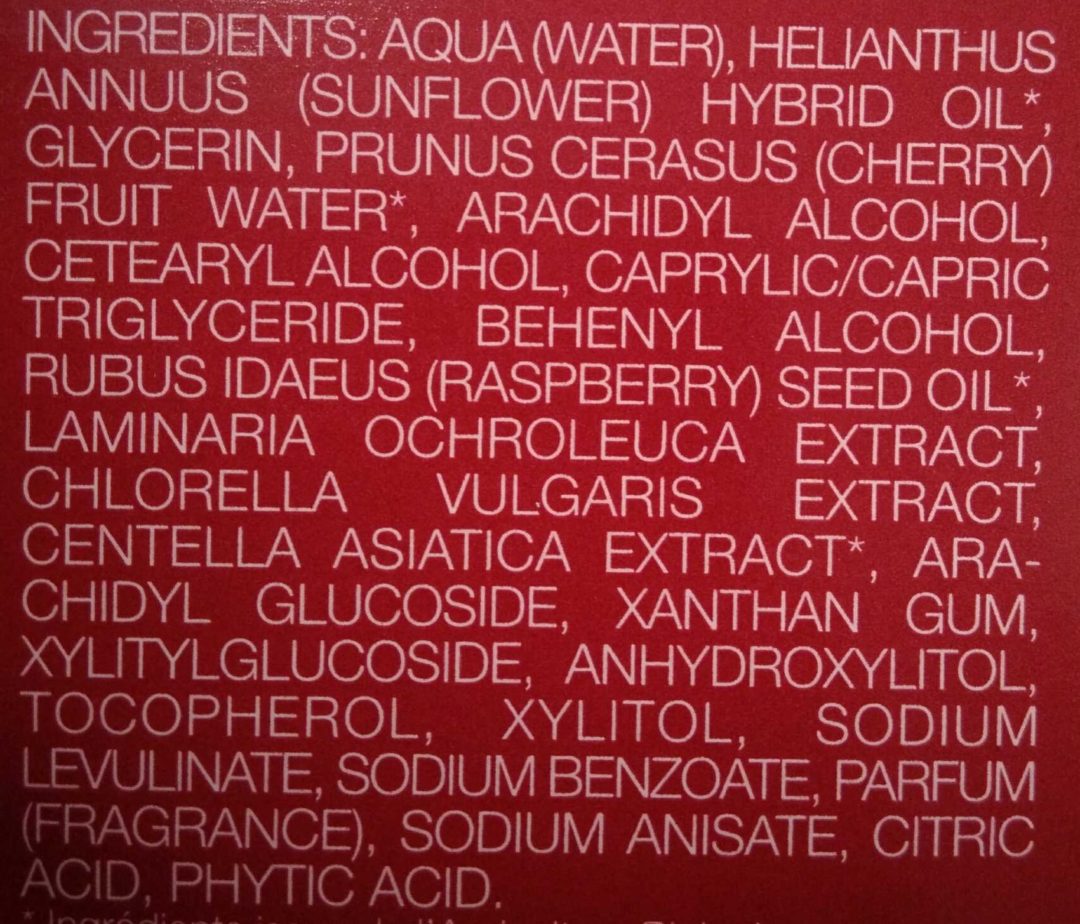 INGREDIENTS: AQUA (WATER), HELIANTHUS
ANNUUS (SUNFLOWER) HYBRID OIL*,
GLYCERIN, PRUNUS CERASUS (CHERRY)
FRUIT WATER*, ARACHIDYL ALCOHOL,
CETEARYL ALCOHOL, CAPRYLIC/CAPRIC
TRIGLYCERIDE, BEHENYL ALCOHOL,
RUBUS IDAEUS (RASPBERRY) SEED OIL*,
LAMINARIA OCHROLEUCA EXTRACT,
CHLORELLA VULGARIS EXTRACT,
CENTELLA ASIATICA EXTRACT*, ARA-
CHIDYL GLUCOSIDE, XANTHAN GUM,
XYLITYLGLUCOSIDE, ANHYDROXYLITOL,
TOCOPHEROL, XYLITOL, SODIUM
LEVULINATE, SODIUM BENZOATE, PARFUM
(FRAGRANCE), SODIUM ANISATE, CITRIC
ACID, PHYTIC ACID.
* Ingrédients